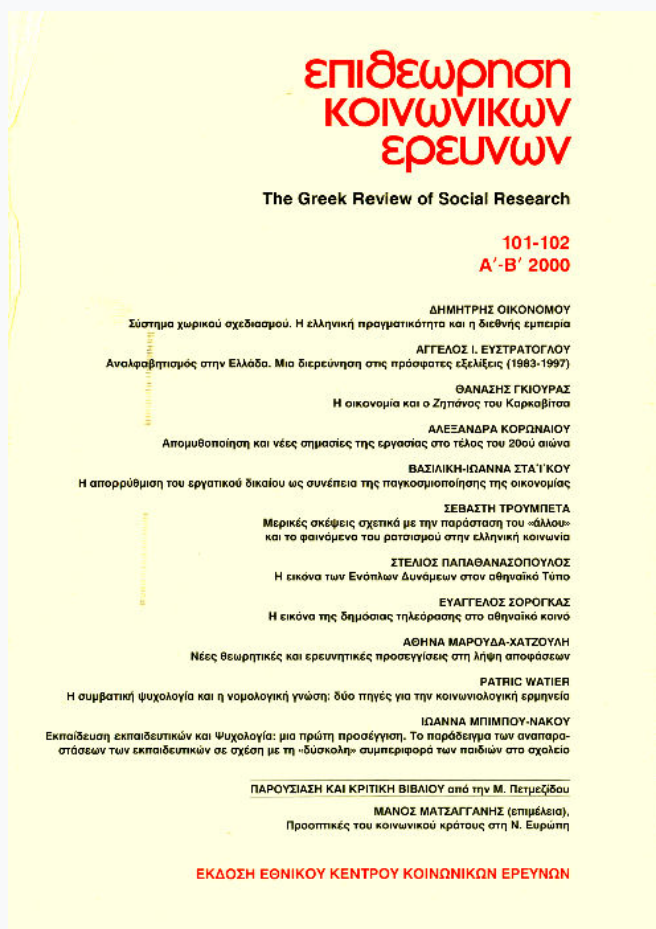 επιθεώρηση
κοινωνικών
ερευνών
The Greek Review of Social Research
101-102
Α΄-Β΄ 2000
ΔΗΜΗΤΡΗΣ ΟΙΚΟΝΟΜΟΥ
Σύστημα χωρικού σχεδιασμού. Η ελληνική πραγματικότητα και η διεθνής εμπειρία
ΑΓΓΕΛΟΣ Ι. ΕΥΣΤΡΑΤΟΓΛΟΥ
Αναλφαβητισμός στην Ελλάδα. Μια διερεύνηση στις πρόσφατες εξελίξεις (1983-1997)
ΘΑΝΑΣΗΣ ΓΚΙΟΥΡΑΣ
Η οικονομία και ο Ζητιάνος του Καρκαβίτσα
ΑΛΕΞΑΝΔΡΑ ΚΟΡΩΝΑΙΟΥ
Απομυθοποίηση και νέες σημασίες της εργασίας στο τέλος του 20ού αιώνα
ΒΑΣΙΛΙΚΗ-ΙΩΑΝΝΑ ΣΤΑΪΚΟΥ
Η απορρύθμιση του εργατικού δικαίου ως συνέπεια της παγκοσμιοποίησης της οικονομίας
ΣΕΒΑΣΤΗ ΤΡΟΥΜΠΕΤΑ
Μερικές σκέψεις σχετικά με την παράσταση του «άλλου»
και το φαινόμενο του ρατσισμού στην ελληνική κοινωνία
ΣΤΕΛΙΟΣ ΠΑΠΑΘΑΝΑΣΟΠΟΥΛΟΣ
Η εικόνα των Ενόπλων Δυνάμεων στον αθηναϊκό Τύπο
ΕΥΑΓΓΕΛΟΣ ΣΟΡΟΓΚΑΣ
Η εικόνα της δημόσιας τηλεόρασης στο αθηναϊκό κοινό
ΑΘΗΝΑ ΜΑΡΟΥΔΑ-ΧΑΤΖΟΥΛΗ
Νέες θεωρητικές και ερευνητικές προσεγγίσεις στη λήψη αποφάσεων
PATRIC WATIER
Η συμβατική ψυχολογία και η νομολογική γνώση: δύο πηγές για την κοινωνιολογική ερμηνεία
ΙΩΑΝΝΑ ΜΠΙΜΠΟΥ-ΝΑΚΟΥ
Εκπαίδευση εκπαιδευτικών και Ψυχολογία: μια πρώτη προσέγγιση. Το παράδειγμα των αναπαρα-
στάσεων των εκπαιδευτικών σε σχέση με τη «δύσκολη» συμπεριφορά των παιδιών στο σχολείο
ΠΑΡΟΥΣΙΑΣΗ ΚΑΙ ΚΡΙΤΙΚΗ ΒΙΒΛΙΟΥ από την Μ. Πετμεζίδου
ΜΑΝΟΣ ΜΑΤΣΑΓΓΑΝΗΣ (επιμέλεια),
Προοπτικές του κοινωνικού κράτους στη Ν. Ευρώπη
ΕΚΔΟΣΗ ΕΘΝΙΚΟΥ ΚΕΝΤΡΟΥ ΚΟΙΝΩΝΙΚΩΝ ΕΡΕΥΝΩΝ